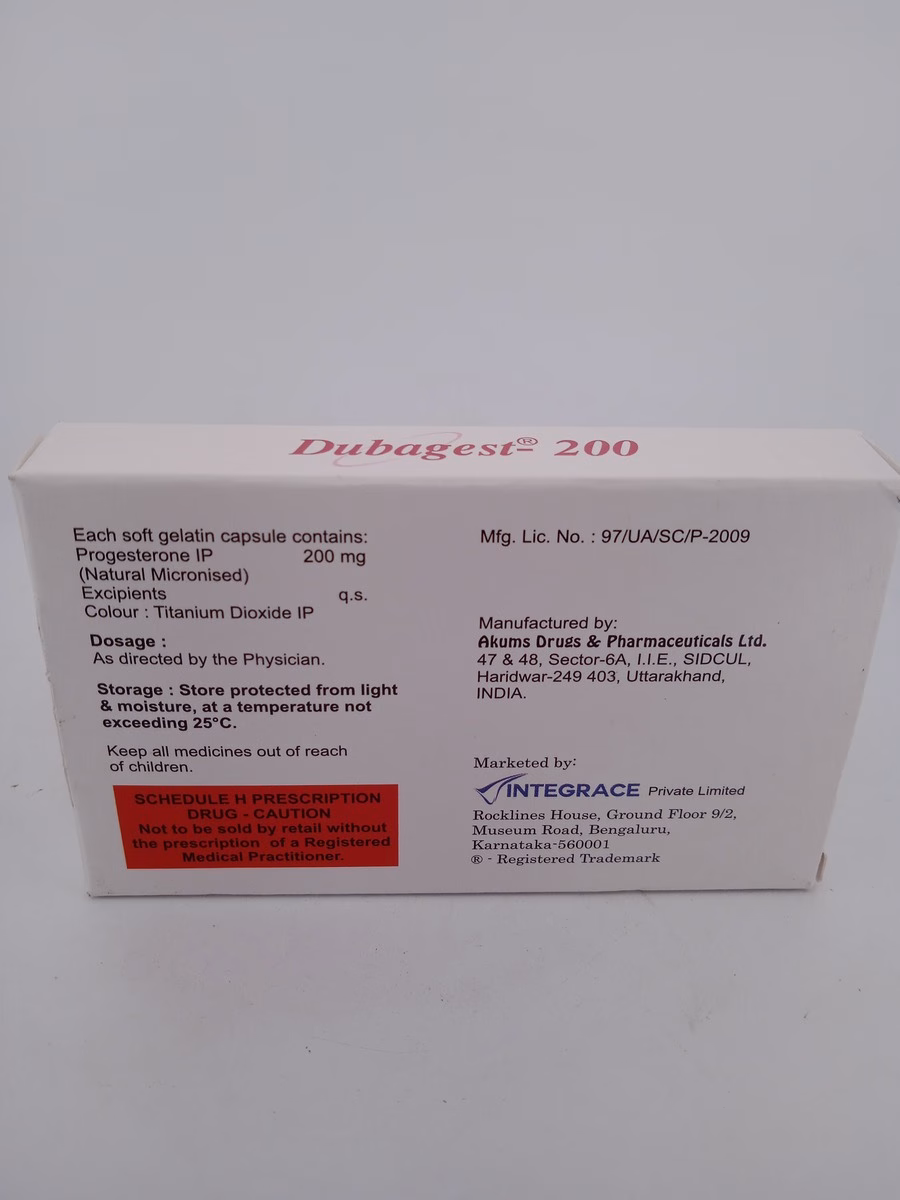 Dubagest® 200
Each soft gelatin capsule contains:
Progesterone IP 200 mg
(Natural Micronised)
Excipients q.s.
Colour : Titanium Dioxide IP
Dosage :
As directed by the Physician.
Storage : Store protected from light
& moisture, at a temperature not
exceeding 25°C.
Keep all medicines out of reach
of children.
SCHEDULE H PRESCRIPTION
DRUG - CAUTION
Not to be sold by retail without
the prescription of a Registered
Medical Practitioner.
Mfg. Lic. No. : 97/UA/SC/P-2009
Manufactured by:
Akums Drugs & Pharmaceuticals Ltd.
47 & 48, Sector-6A, I.I.E., SIDCUL,
Haridwar-249 403, Uttarakhand,
INDIA.
Marketed by:
INTEGRACE Private Limited
Rocklines House, Ground Floor 9/2,
Museum Road, Bengaluru,
Karnataka-560001
® - Registered Trademark